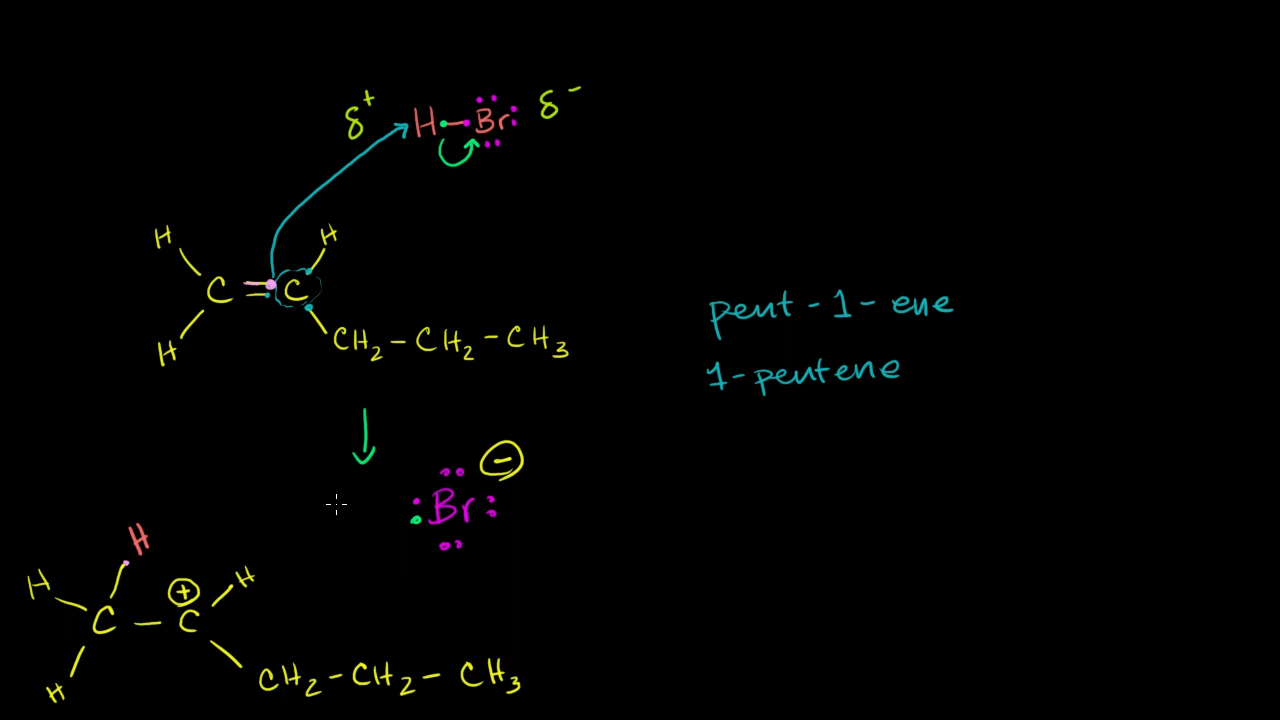 δ+ H–Br δ−
H H
C=C
H CH2–CH2–CH3
pent-1-ene
1-pentene
Br −
H
H + H
C–C
H CH2–CH2–CH3